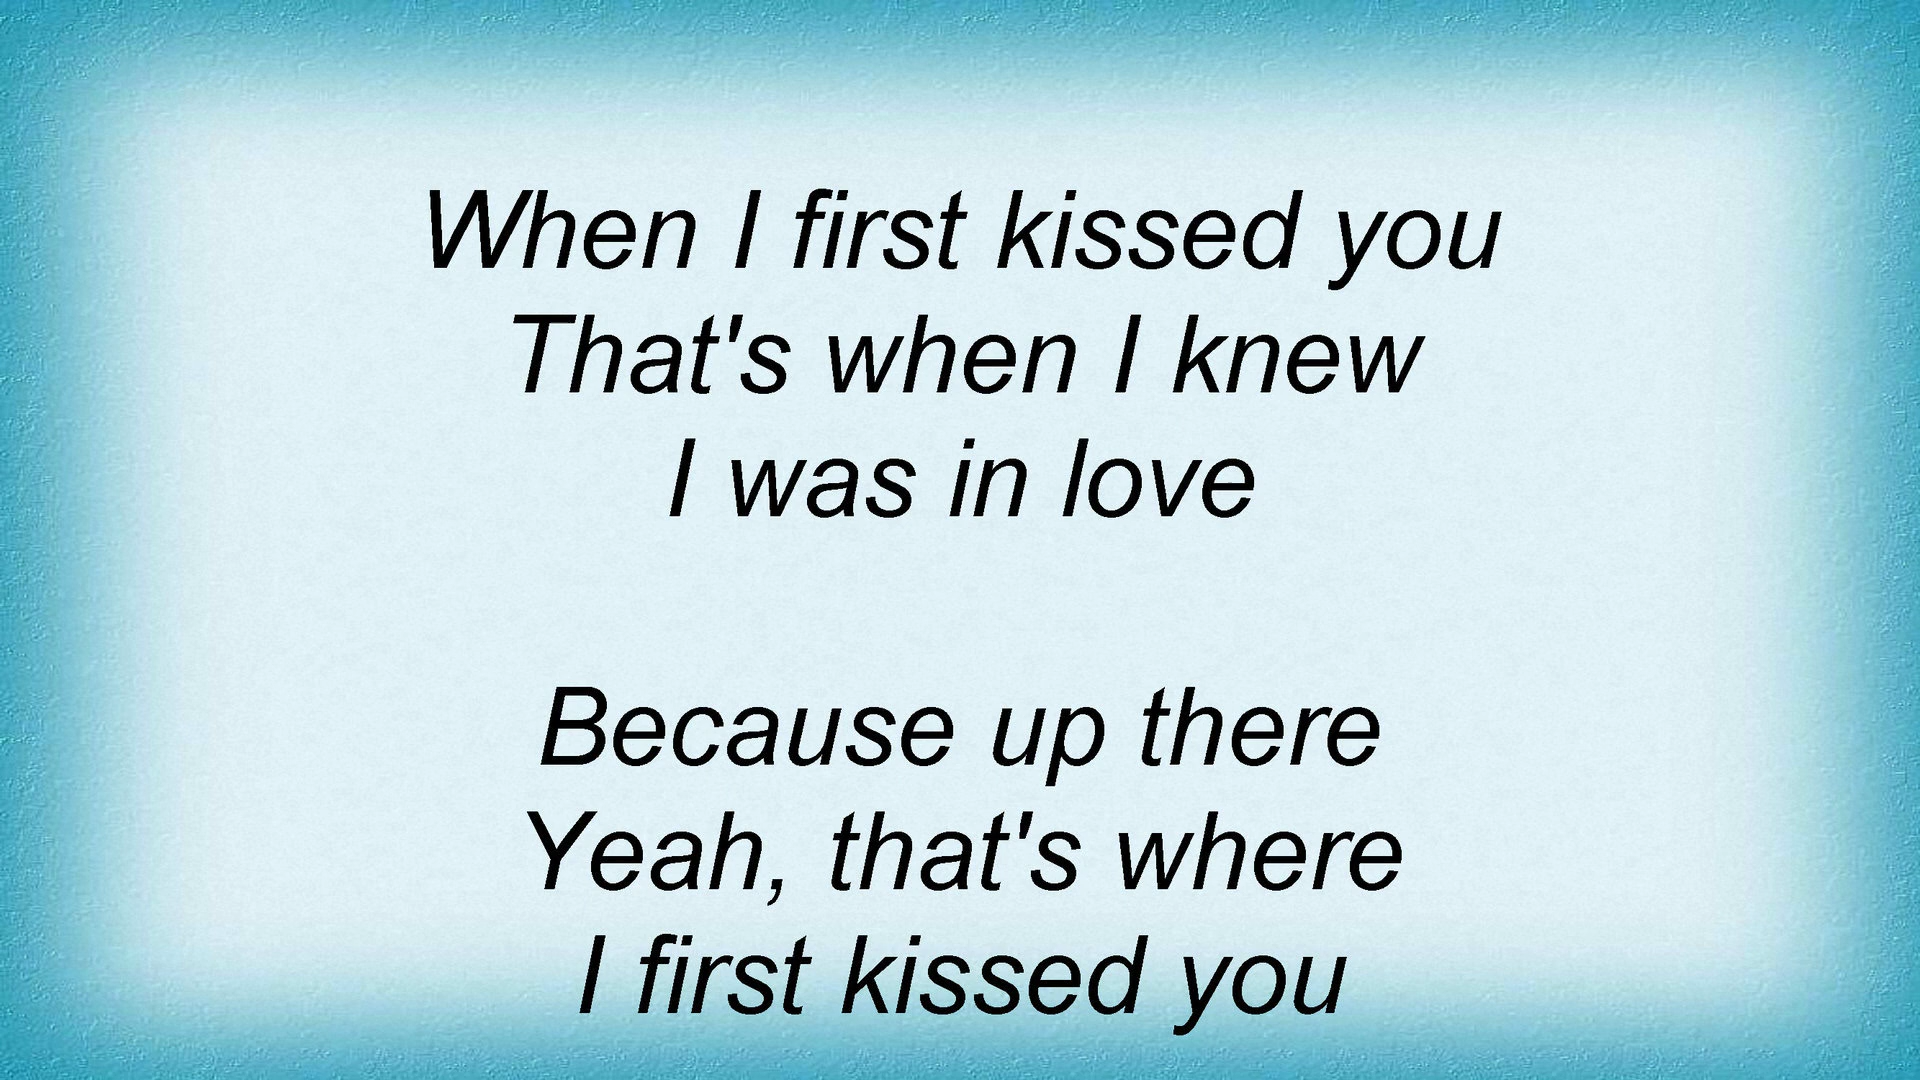 When I first kissed you
That's when I knew
I was in love
Because up there
Yeah, that's where
I first kissed you